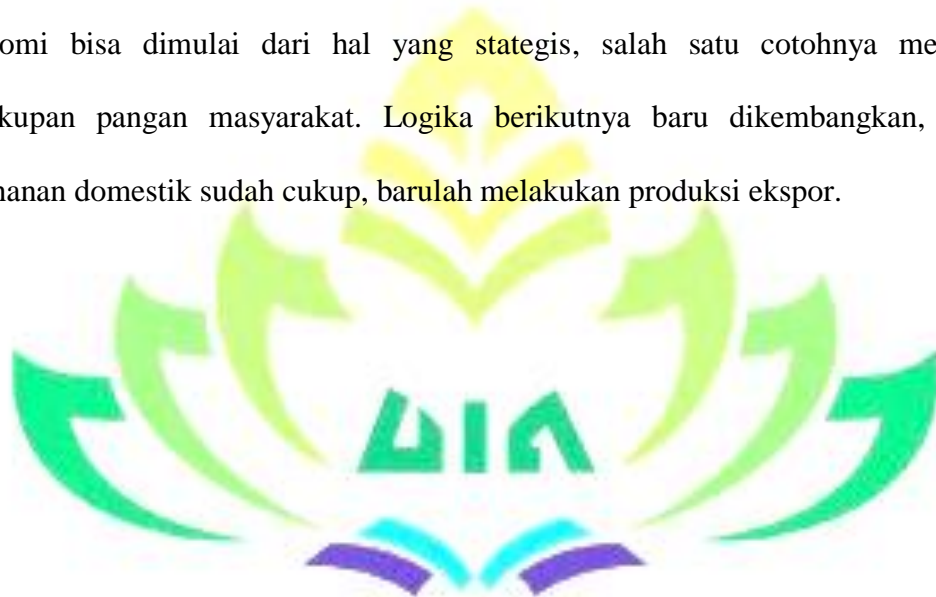 omi bisa dimulai dari hal yang stategis, salah satu cotohnya me
kupan pangan masyarakat. Logika berikutnya baru dikembangkan,
anan domestik sudah cukup, barulah melakukan produksi ekspor.
UIN